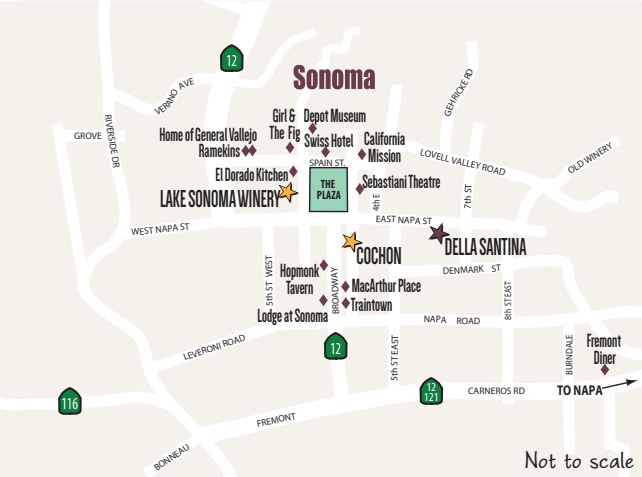 12
Sonoma
GEHRICKE RD
VERANO AVE
RIVERSIDE DR
GROVE
Girl &
The Fig
Depot Museum
Swiss Hotel
Home of General Vallejo
Ramekins
California
Mission
LOVELL VALLEY ROAD
OLD WINERY
SPAIN ST.
El Dorado Kitchen
THE
PLAZA
Sebastiani Theatre
LAKE SONOMA WINERY
4th E
7th ST
WEST NAPA ST
EAST NAPA ST
COCHON
DELLA SANTINA
DENMARK ST
5th ST WEST
Hopmonk
Tavern
BROADWAY
MacArthur Place
Traintown
Lodge at Sonoma
8th ST EAST
NAPA ROAD
LEVERONI ROAD
12
5th ST EAST
BURNDALE
Fremont
Diner
116
12
121
CARNEROS RD
TO NAPA
FREMONT
BONNEAU
Not to scale